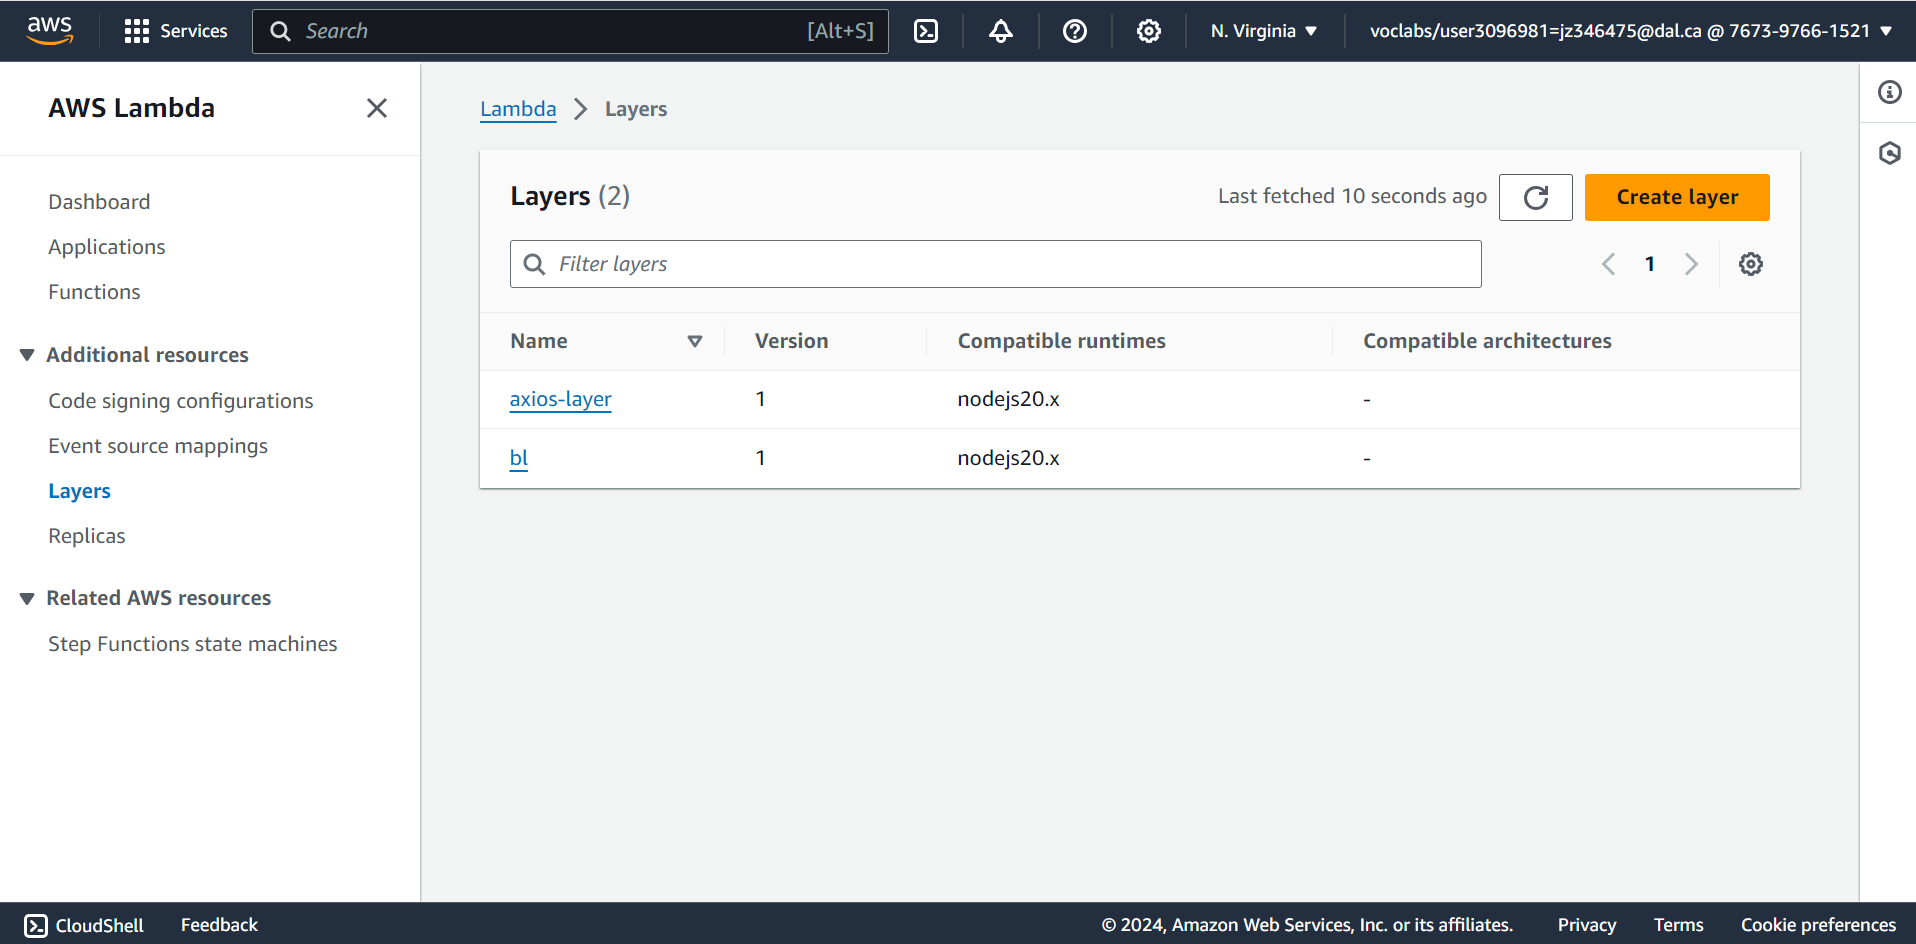 aws Services Search [Alt+S] N. Virginia voclabs/user3096981=jz346475@dal.ca @ 7673-9766-1521
AWS Lambda
Dashboard
Applications
Functions
Additional resources
Code signing configurations
Event source mappings
Layers
Replicas
Related AWS resources
Step Functions state machines
Lambda Layers
Layers (2) Last fetched 10 seconds ago Create layer
Filter layers 1
Name Version Compatible runtimes Compatible architectures
axios-layer 1 nodejs20.x -
bl 1 nodejs20.x -
CloudShell Feedback © 2024, Amazon Web Services, Inc. or its affiliates. Privacy Terms Cookie preferences